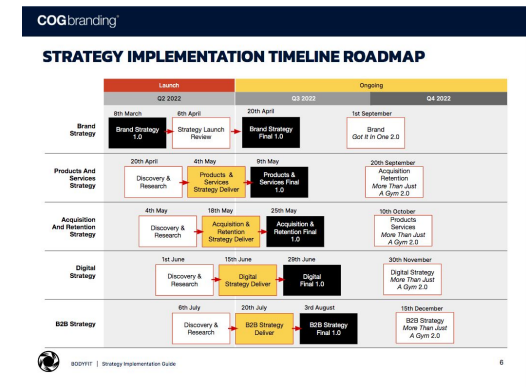 COGbranding
STRATEGY IMPLEMENTATION TIMELINE ROADMAP
Launch
Ongoing
Q2 2022
Q3 2022
Q4 2022
Brand
Strategy
8th March
Brand Strategy
1.0
6th April
Strategy Launch
Review
20th April
Brand Strategy
Final 1.0
1st September
Brand
Got It In One 2.0
Products And
Services
Strategy
20th April
Discovery &
Research
4th May
Products &
Services
Strategy Deliver
9th May
Products &
Services Final
1.0
20th September
Acquisition
Retention
More Than Just
A Gym 2.0
Acquisition
And Retention
Strategy
4th May
Discovery &
Research
18th May
Acquisition &
Retention
Strategy Deliver
25th May
Acquisition &
Retention Final
1.0
10th October
Products
Services
More Than Just
A Gym 2.0
Digital
Strategy
1st June
Discovery &
Research
15th June
Digital
Strategy Deliver
29th June
Digital
Final 1.0
30th November
Digital Strategy
More Than Just
A Gym 2.0
B2B Strategy
6th July
Discovery &
Research
20th July
B2B Strategy
Deliver
3rd August
B2B Strategy
Final 1.0
15th December
B2B Strategy
More Than Just
A Gym 2.0
BODYFIT | Strategy Implementation Guide
6